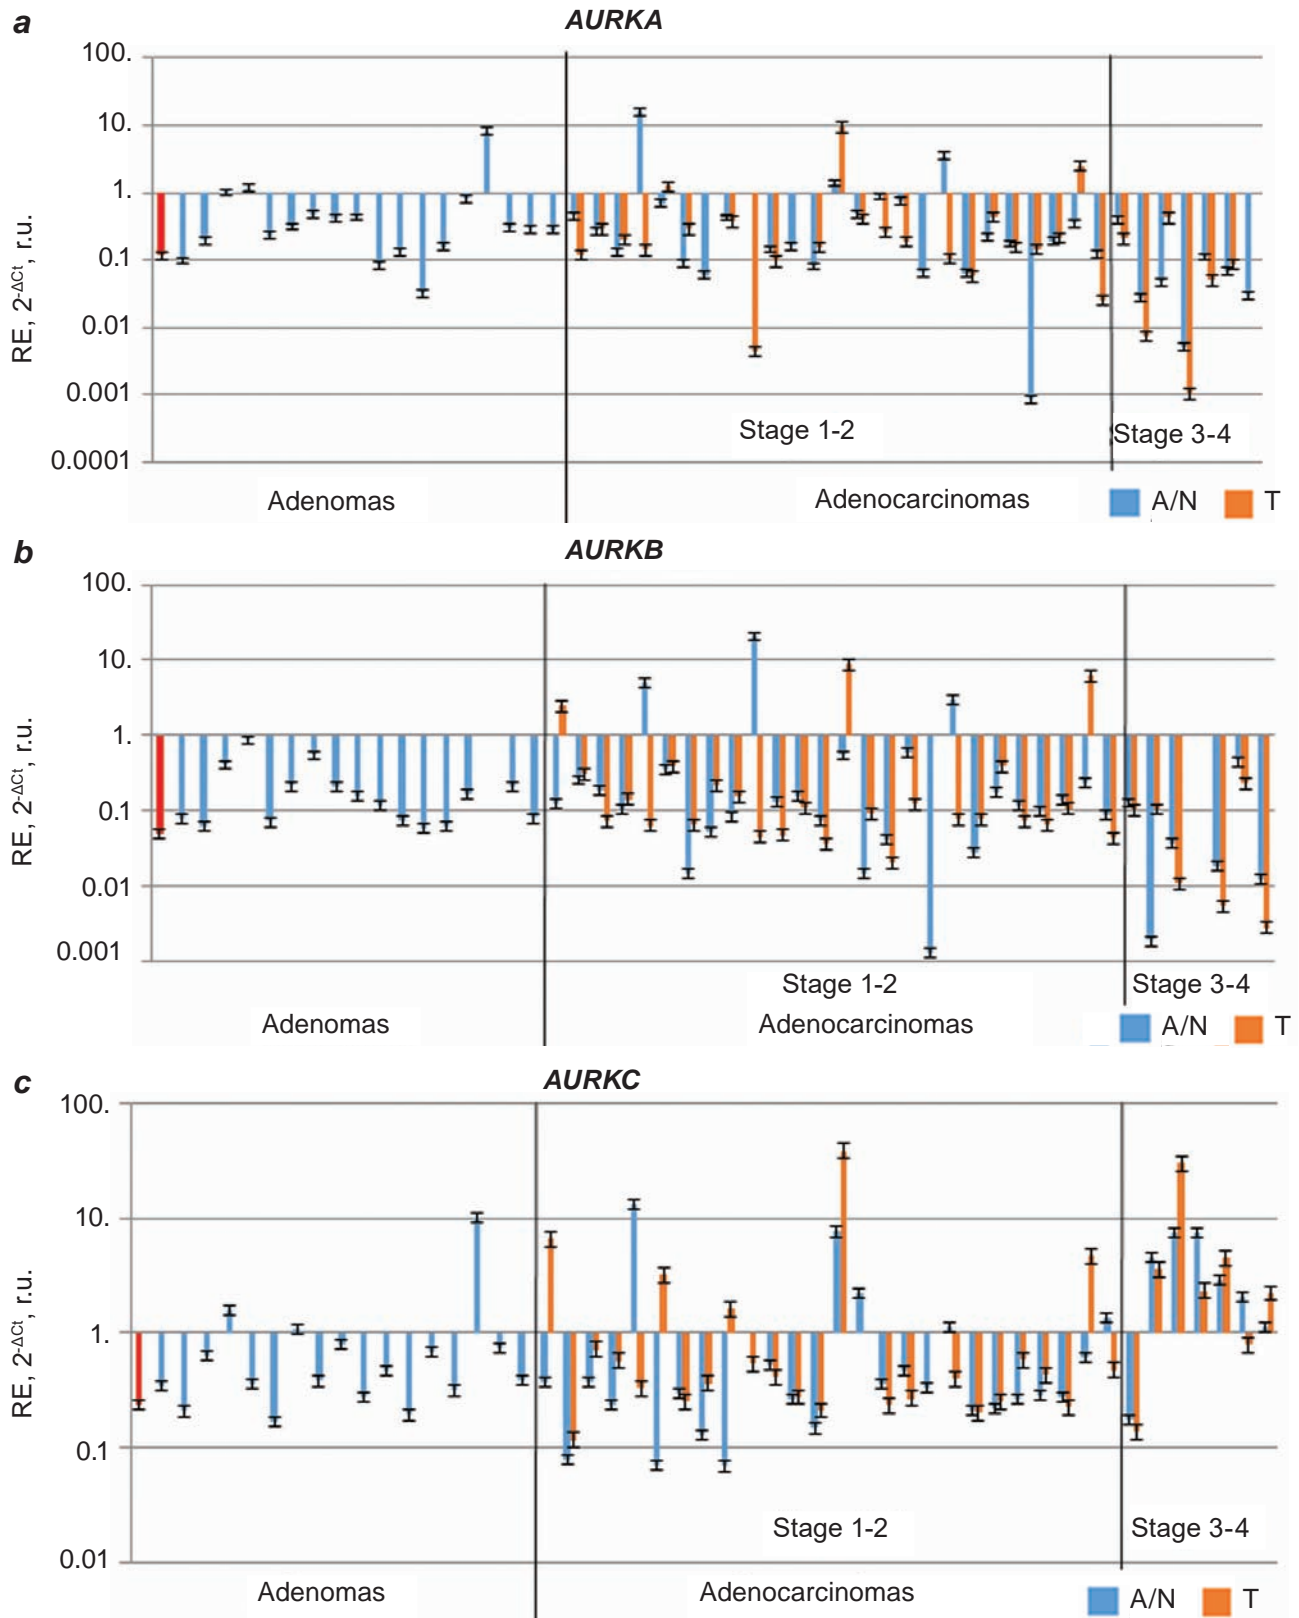 a
AURKA
100.
10.
1.
0.1
0.01
0.001
0.0001
RE, 2-ΔCt, r.u.
Stage 1-2
Stage 3-4
Adenomas
Adenocarcinomas
A/N
T
b
AURKB
100.
10.
1.
0.1
0.01
0.001
RE, 2-ΔCt, r.u.
Stage 1-2
Stage 3-4
Adenomas
Adenocarcinomas
A/N
T
c
AURKC
100.
10.
1.
0.1
0.01
RE, 2-ΔCt, r.u.
Stage 1-2
Stage 3-4
Adenomas
Adenocarcinomas
A/N
T